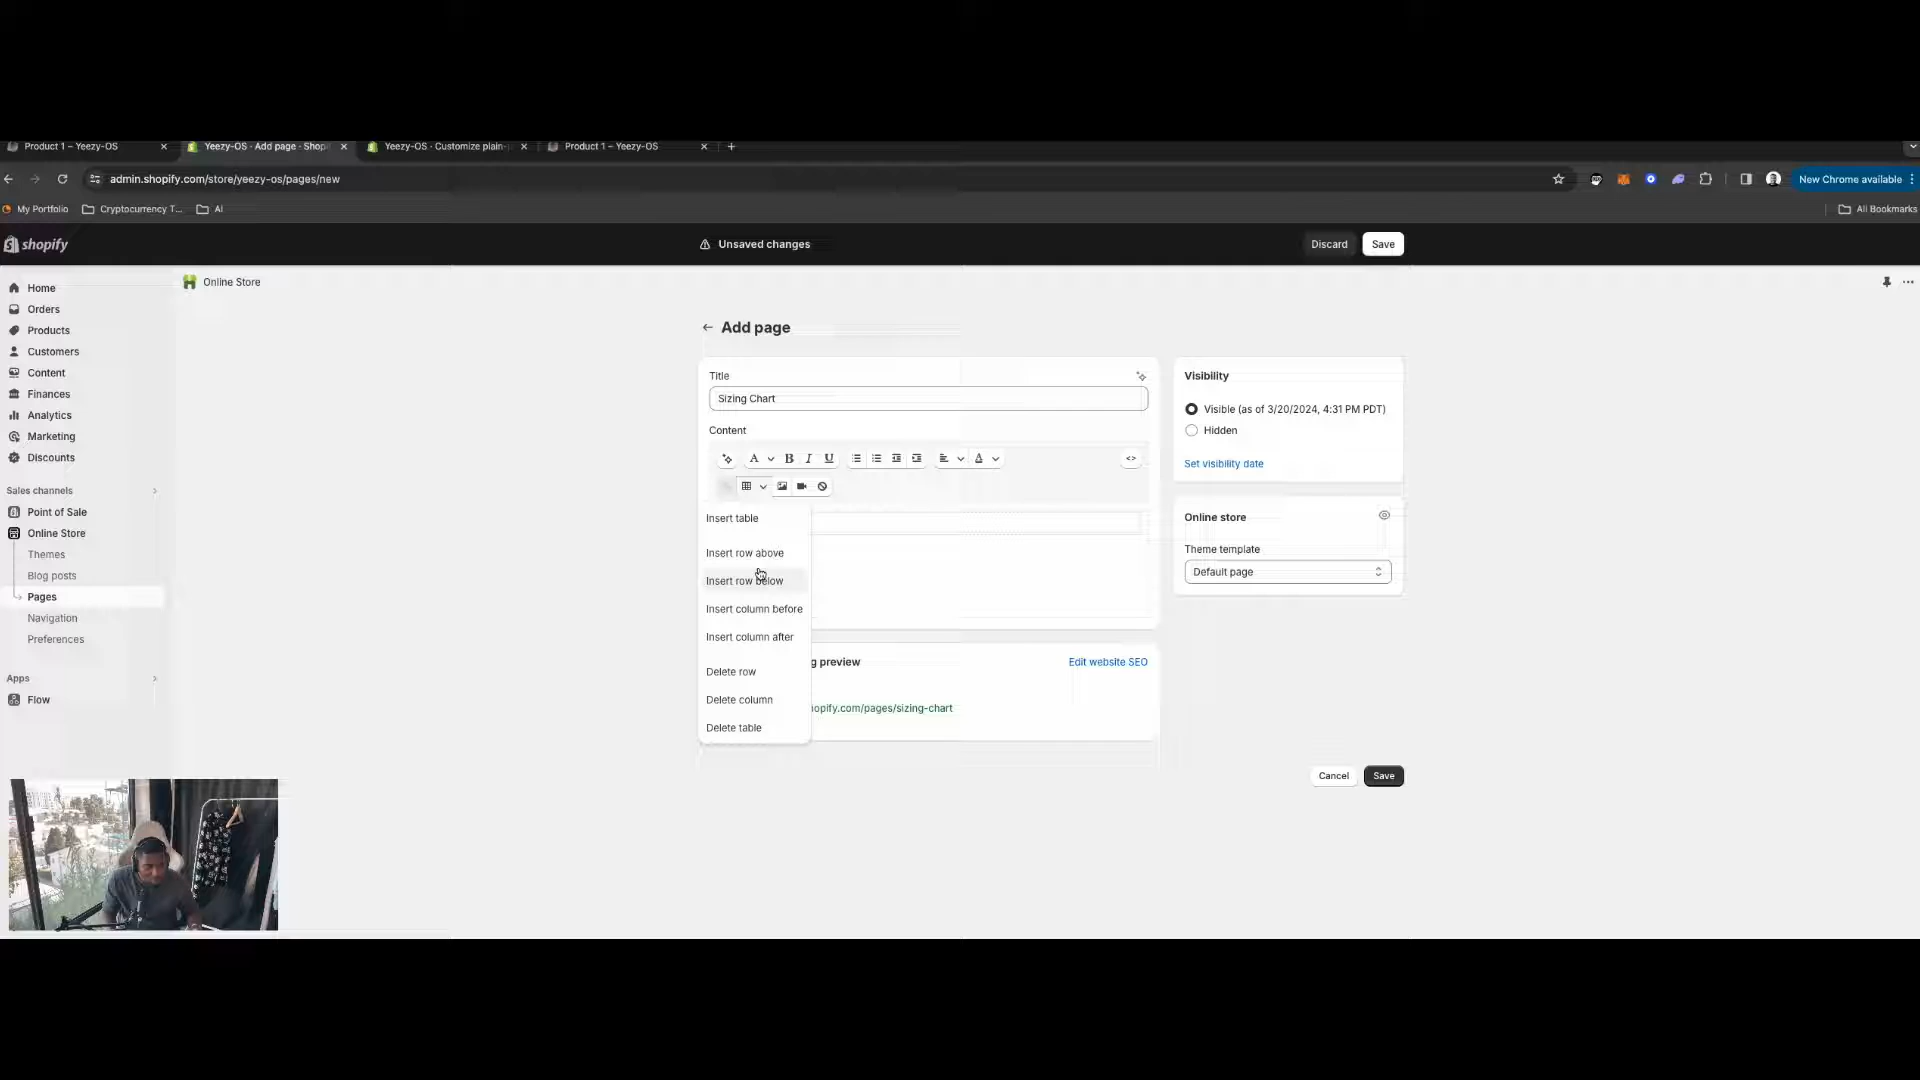 Product 1 – Yeezy-OS
Yeezy-OS · Add page · Shopi
Yeezy-OS · Customize plain-
Product 1 – Yeezy-OS
admin.shopify.com/store/yeezy-os/pages/new
New Chrome available
My Portfolio
Cryptocurrency T...
AI
All Bookmarks
shopify
Unsaved changes
Discard
Save
Home
Orders
Products
Customers
Content
Finances
Analytics
Marketing
Discounts
Sales channels
Point of Sale
Online Store
Themes
Blog posts
Pages
Navigation
Preferences
Apps
Flow
Online Store
Add page
Title
Sizing Chart
Content
A
B
I
U
A
<>
Insert table
Insert row above
Insert row below
Insert column before
Insert column after
Delete row
Delete column
Delete table
g preview
Edit website SEO
opify.com/pages/sizing-chart
Visibility
Visible (as of 3/20/2024, 4:31 PM PDT)
Hidden
Set visibility date
Online store
Theme template
Default page
Cancel
Save